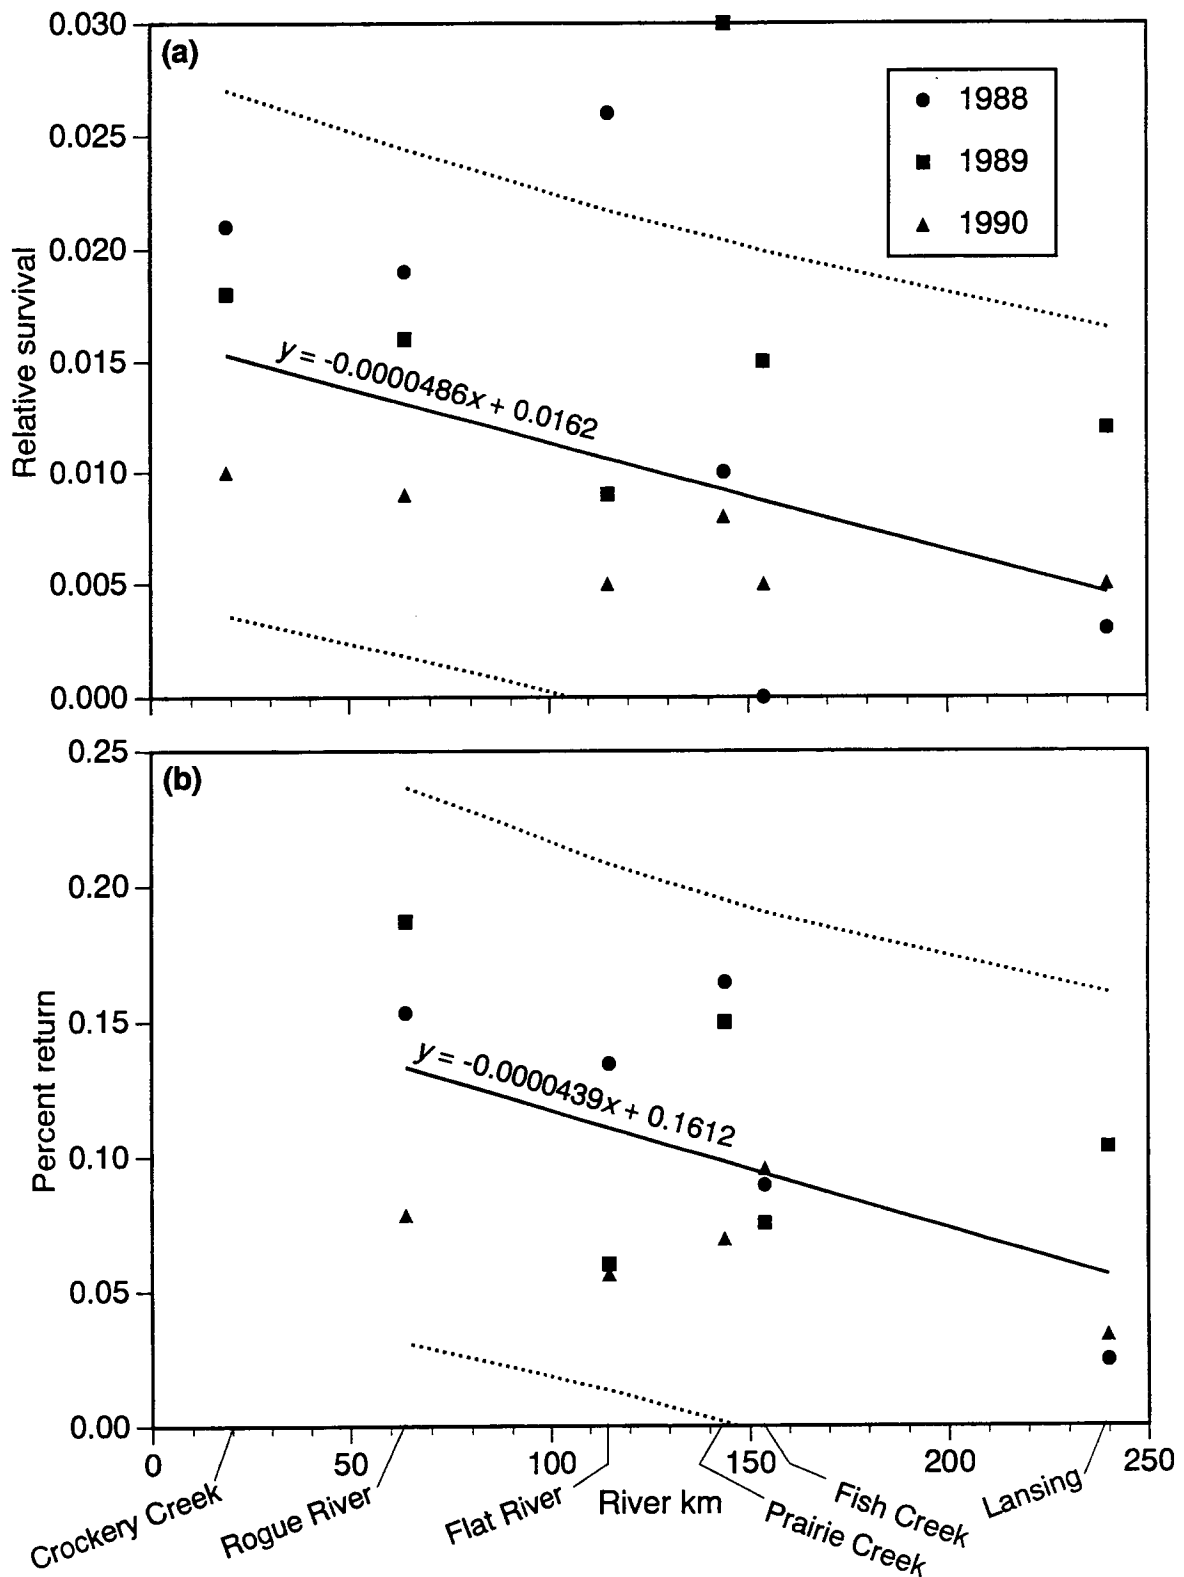 (a)
0.030
0.025
0.020
0.015
0.010
0.005
0.000
Relative survival
1988
1989
1990
y = -0.0000486x + 0.0162
(b)
0.25
0.20
0.15
0.10
0.05
0.00
Percent return
y = -0.0000439x + 0.1612
0 50 100 150 200 250
River km
Crockery Creek
Rogue River
Flat River
Prairie Creek
Fish Creek
Lansing